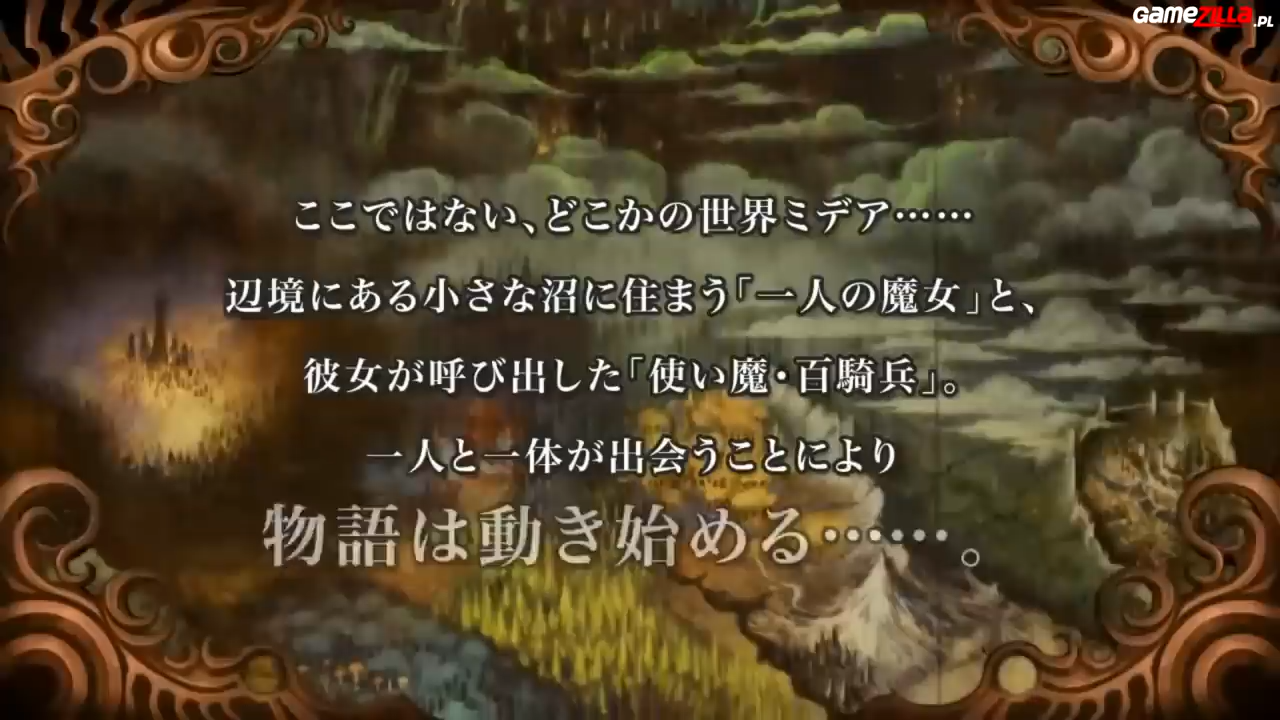 GAMEZILLA.PL
ここではない、どこかの世界ミデア……
辺境にある小さな沼に住まう「一人の魔女」と、
彼女が呼び出した「使い魔・百騎兵」。
一人と一体が出会うことにより
物語は動き始める……。